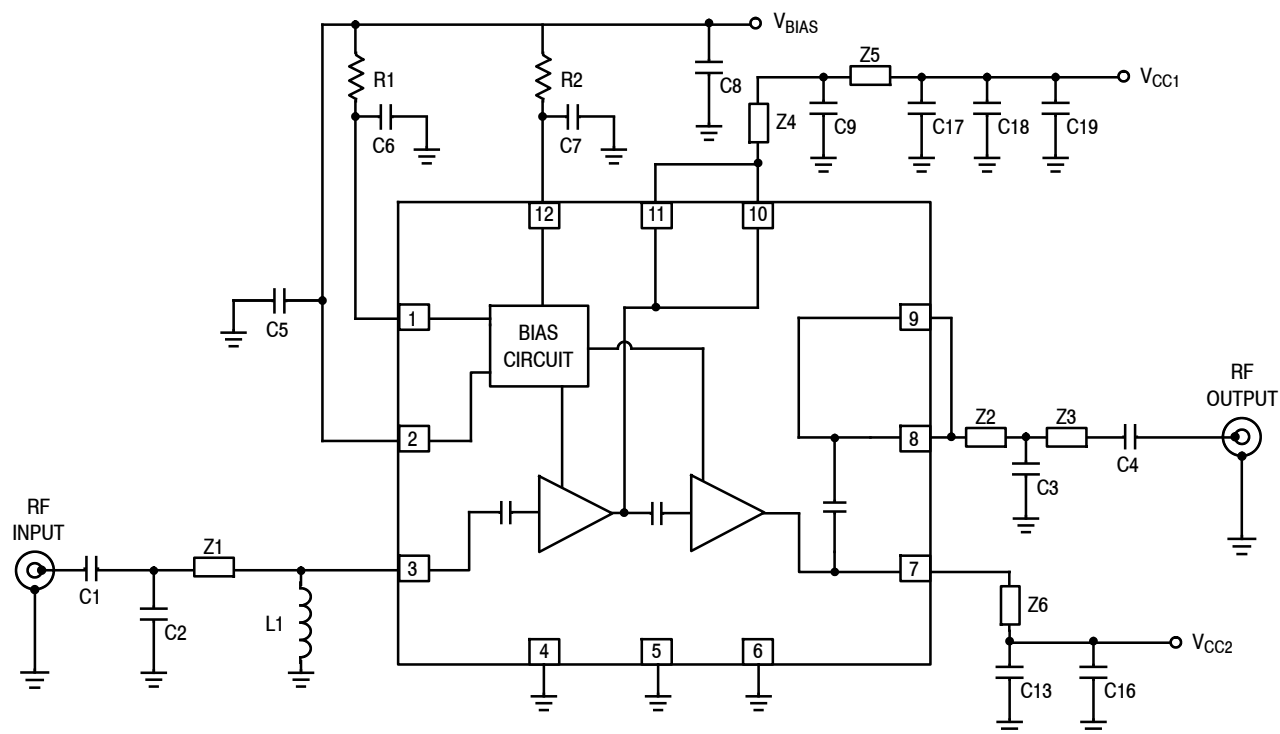 VBIAS
R1
R2
C8
Z5
VCC1
C6
C7
Z4
C9
C17
C18
C19
12
11
10
C5
1
BIAS
CIRCUIT
9
RF
OUTPUT
2
8
Z2
Z3
C4
C3
RF
INPUT
Z1
3
7
C1
C2
L1
Z6
4
5
6
VCC2
C13
C16